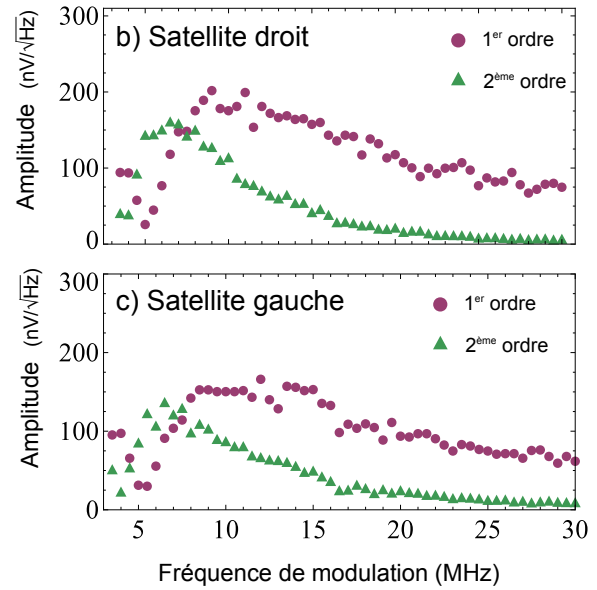 300
200
100
0
Amplitude (nV/√Hz)
b) Satellite droit
1er ordre
2ème ordre
300
200
100
0
Amplitude (nV/√Hz)
c) Satellite gauche
1er ordre
2ème ordre
5 10 15 20 25 30
Fréquence de modulation (MHz)